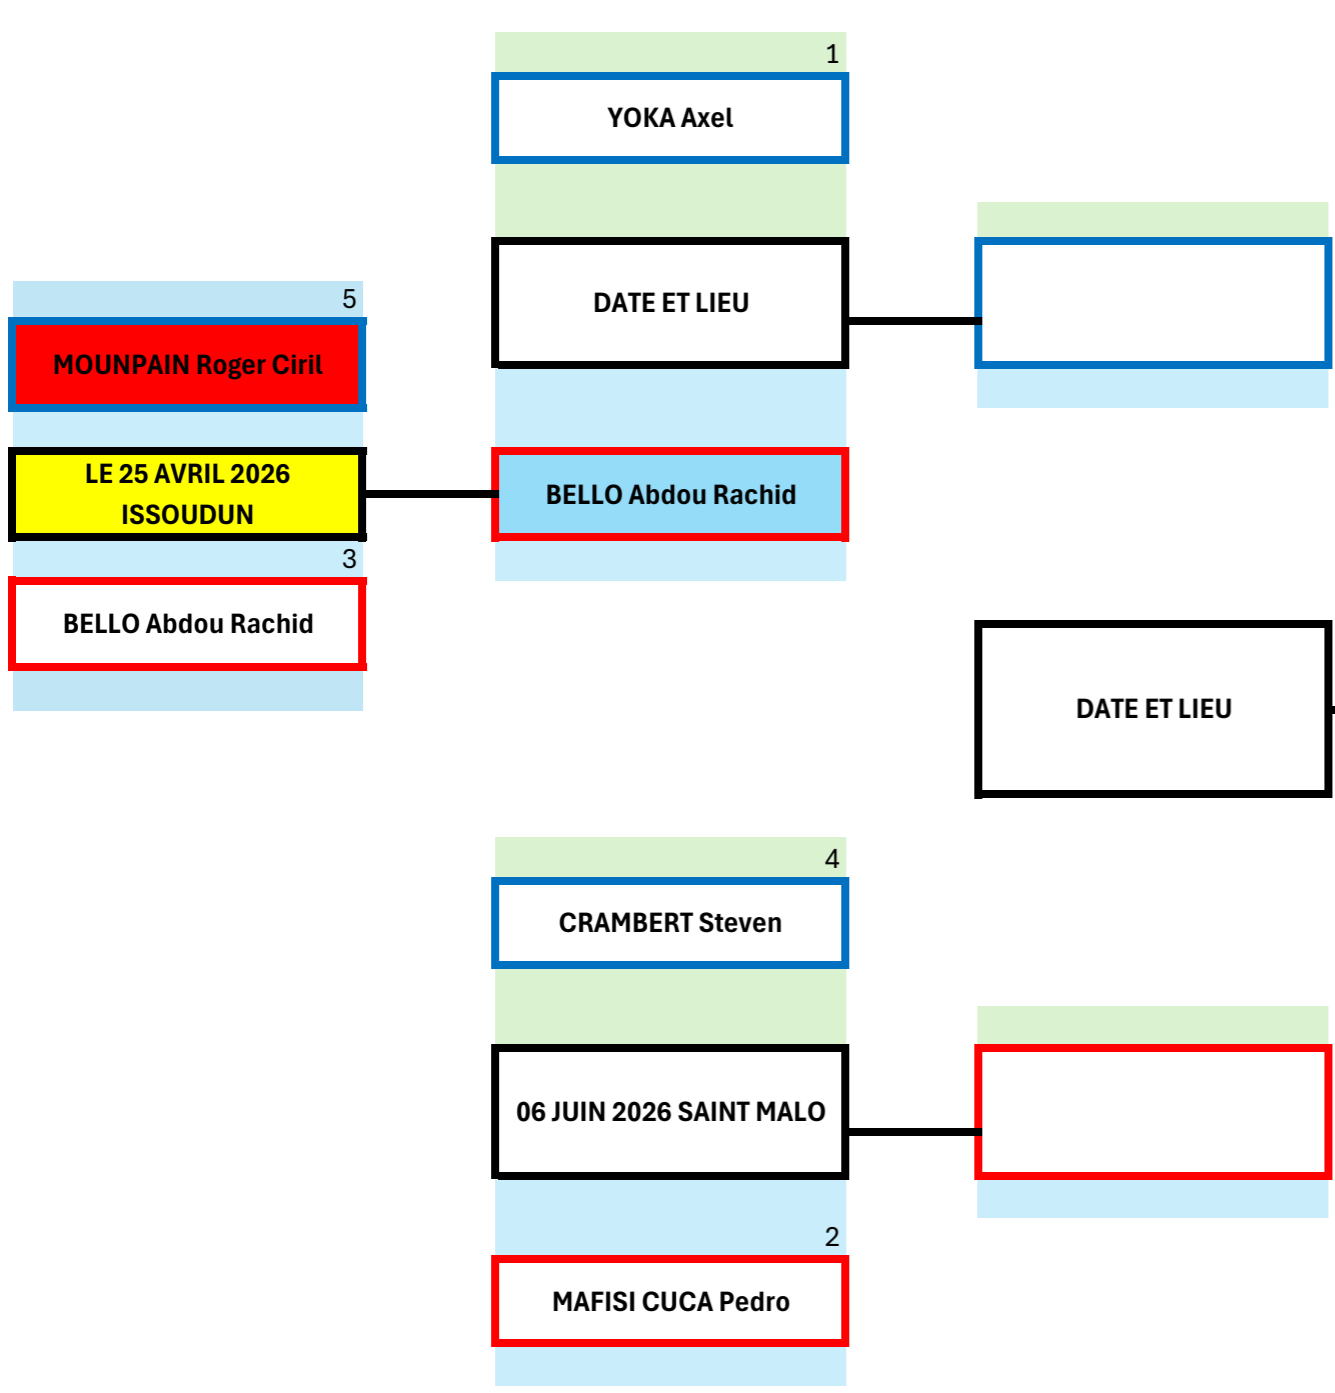 1
YOKA Axel
DATE ET LIEU
5
MOUNPAIN Roger Ciril
LE 25 AVRIL 2026
ISSOUDUN
BELLO Abdou Rachid
3
BELLO Abdou Rachid
DATE ET LIEU
4
CRAMBERT Steven
06 JUIN 2026 SAINT MALO
2
MAFISI CUCA Pedro